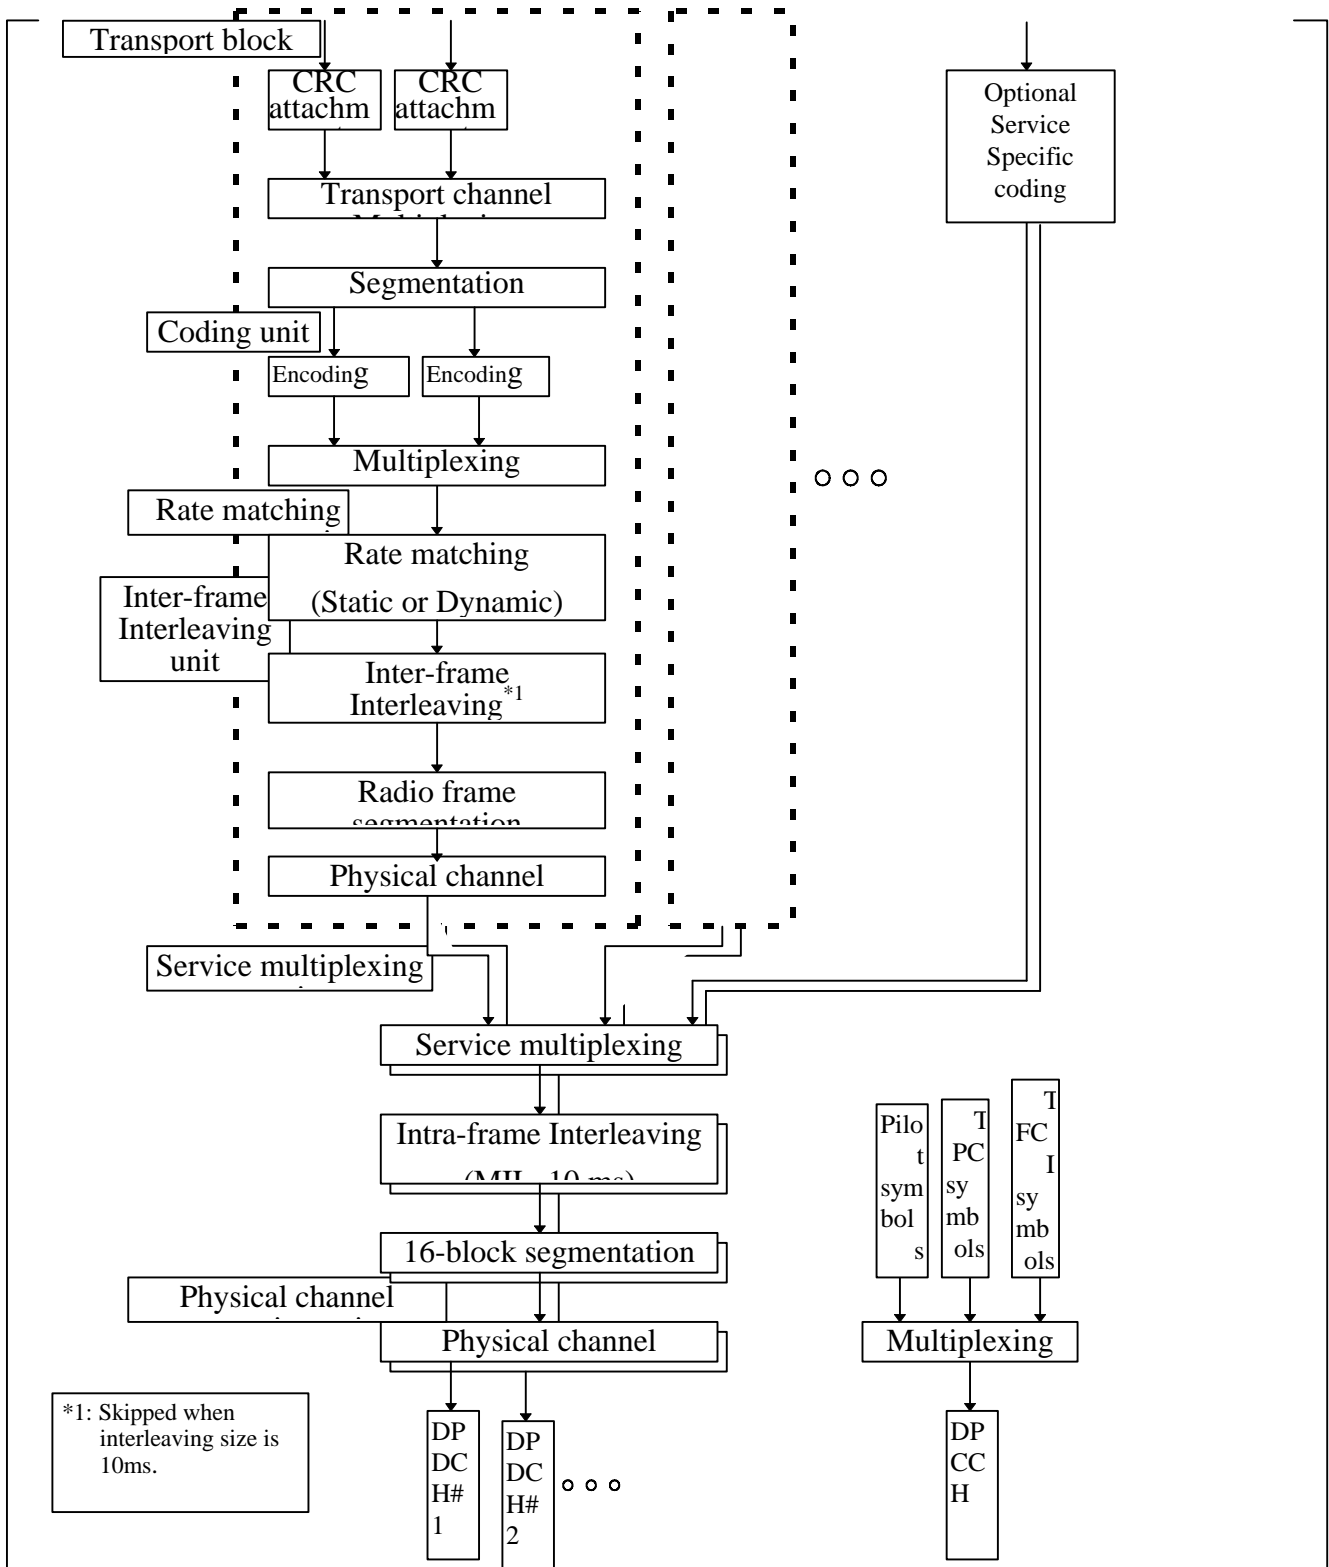 Transport block
CRC
attachm
CRC
attachm
Optional
Service
Specific
coding
Transport channel
Segmentation
Coding unit
Encoding
Encoding
Multiplexing
Rate matching
Rate matching
(Static or Dynamic)
Inter-frame
Interleaving
unit
Inter-frame
Interleaving*1
Radio frame
segmentation
Physical channel
Service multiplexing
Service multiplexing
Intra-frame Interleaving
(MIL 10 ms)
16-block segmentation
Physical channel
Physical channel
Pilo
t
sym
bol
s
T
PC
sy
mb
ols
T
FC
I
sy
mb
ols
Multiplexing
*1: Skipped when
interleaving size is
10ms.
DP
DC
H#
1
DP
DC
H#
2
DP
CC
H